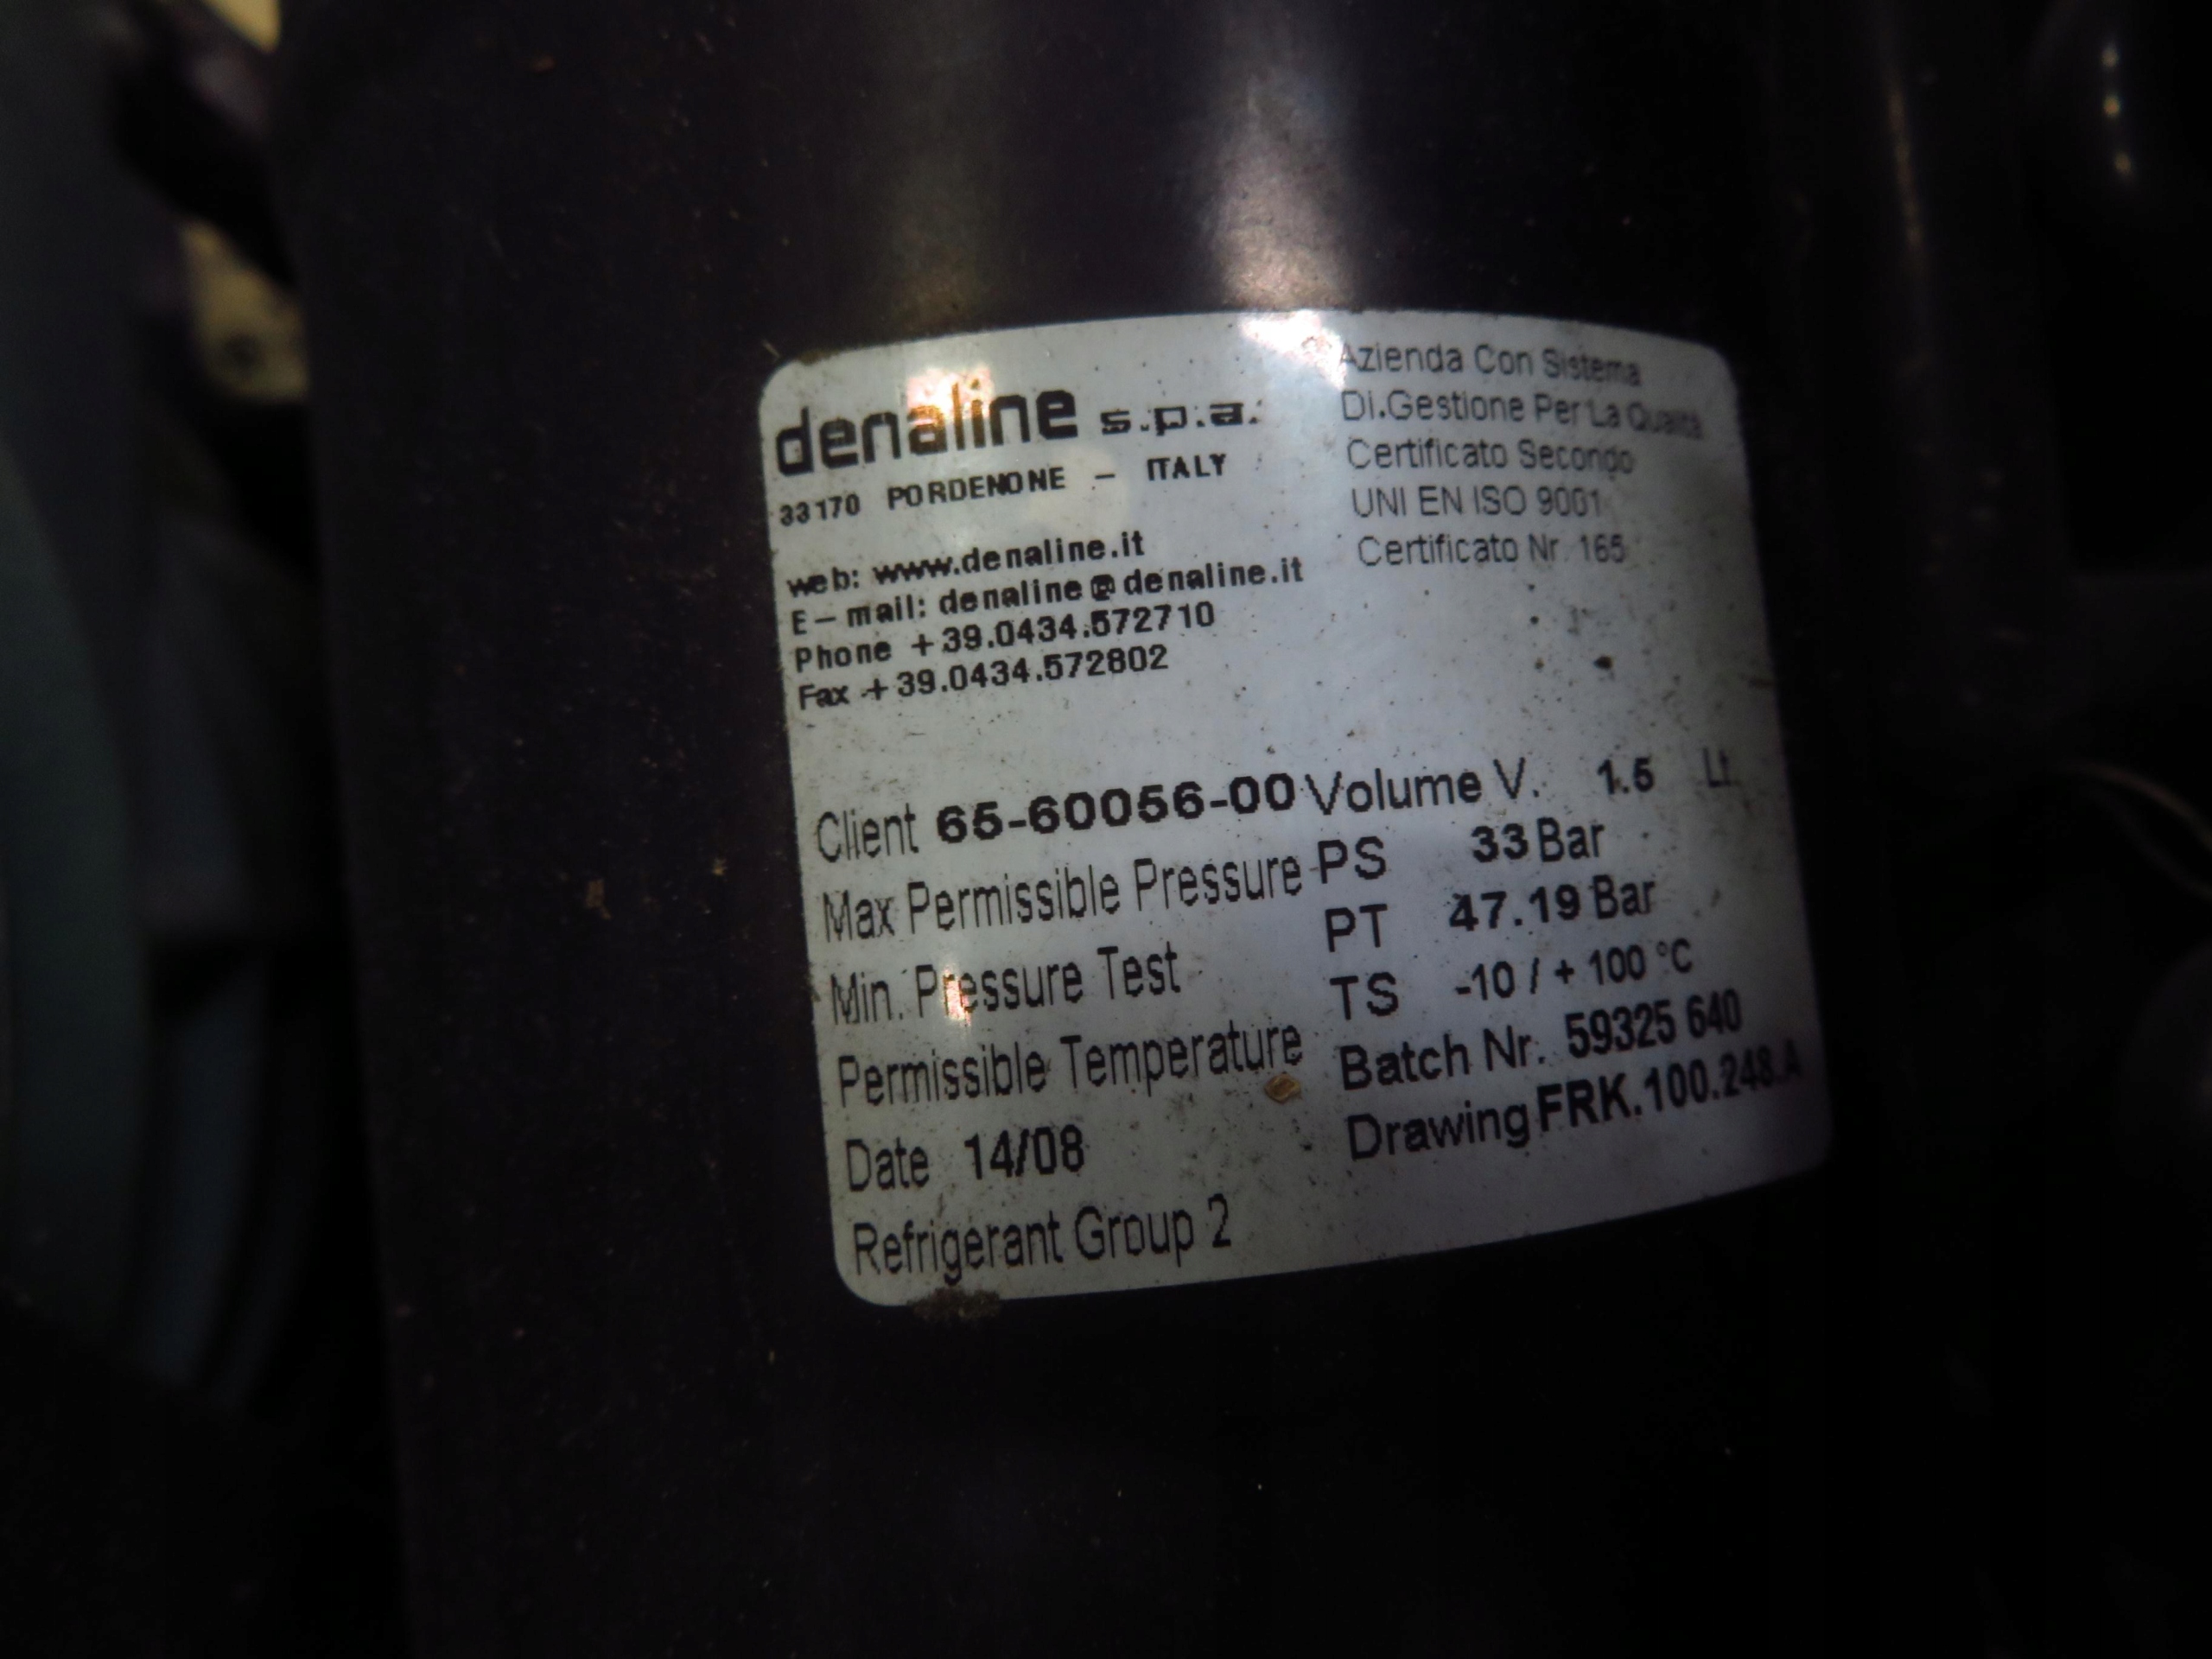 denaline s.p.a.
33170 PORDENONE - ITALY
web: www.denaline.it
E-mail: denaline@denaline.it
Phone +39.0434.572710
Fax +39.0434.572802
Azienda Con Sistema
Di.Gestione Per La Qualità
Certificato Secondo
UNI EN ISO 9001
Certificato Nr. 165
Client 65-60056-00 Volume V. 1.5 Lt
Max Permissible Pressure PS 33 Bar
Min. Pressure Test PT 47.19 Bar
Permissible Temperature TS -10 / + 100 °C
Date 14/08 Batch Nr. 59325 640
Refrigerant Group 2 Drawing FRK.100.248.A